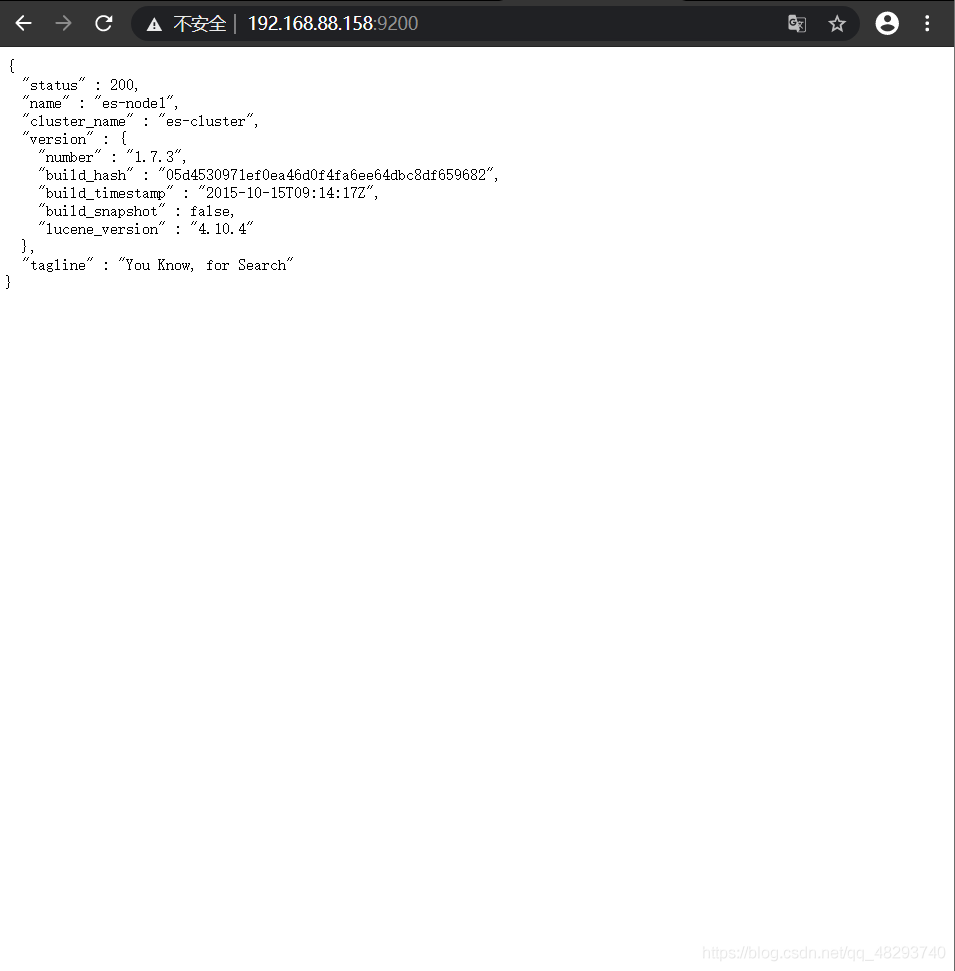 不安全 | 192.168.88.158:9200
{
"status" : 200,
"name" : "es-node1",
"cluster_name" : "es-cluster",
"version" : {
"number" : "1.7.3",
"build_hash" : "05d4530971ef0ea46d0f4fa6ee64dbc8df659682",
"build_timestamp" : "2015-10-15T09:14:17Z",
"build_snapshot" : false,
"lucene_version" : "4.10.4"
},
"tagline" : "You Know, for Search"
}
https://blog.csdn.net/qq_48293740